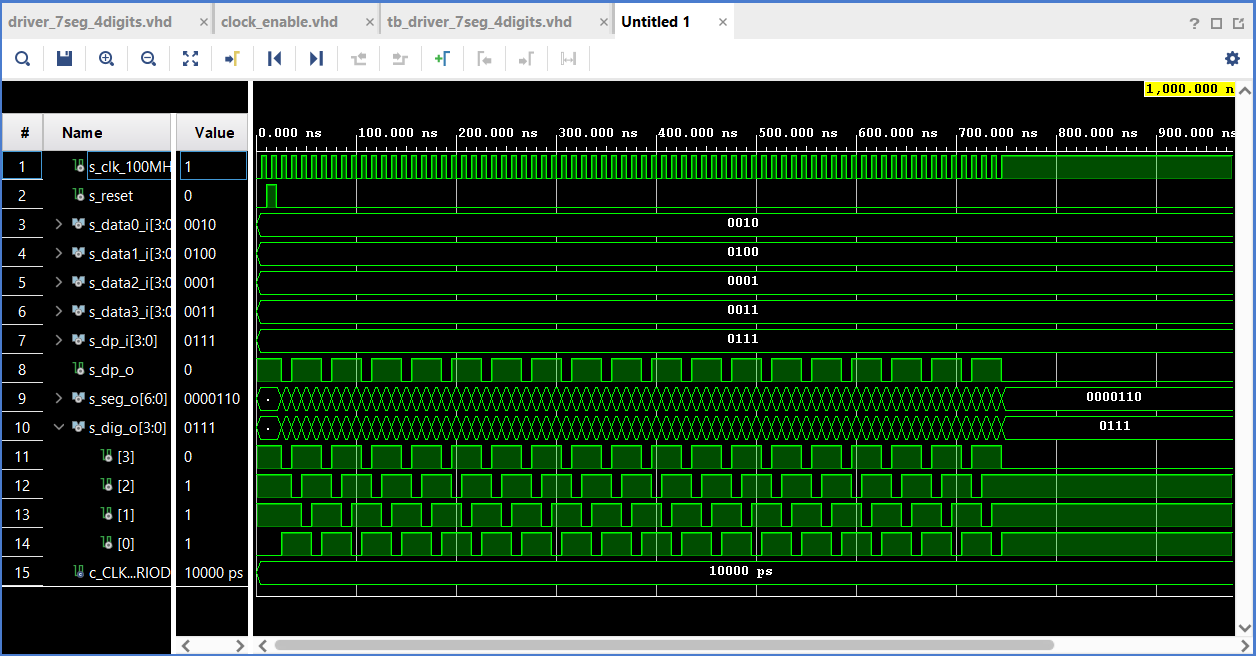 driver_7seg_4digits.vhd × clock_enable.vhd × tb_driver_7seg_4digits.vhd × Untitled 1 × ?
1,000.000 n
# Name Value 0.000 ns 100.000 ns 200.000 ns 300.000 ns 400.000 ns 500.000 ns 600.000 ns 700.000 ns 800.000 ns 900.000 ns
1 s_clk_100MH 1
2 s_reset 0
3 s_data0_i[3:0 0010 0010
4 s_data1_i[3:0 0100 0100
5 s_data2_i[3:0 0001 0001
6 s_data3_i[3:0 0011 0011
7 s_dp_i[3:0] 0111 0111
8 s_dp_o 0
9 s_seg_o[6:0] 0000110 . 0000110
10 s_dig_o[3:0] 0111 . 0111
11 [3] 0
12 [2] 1
13 [1] 1
14 [0] 1
15 c_CLK...RIOD 10000 ps 10000 ps